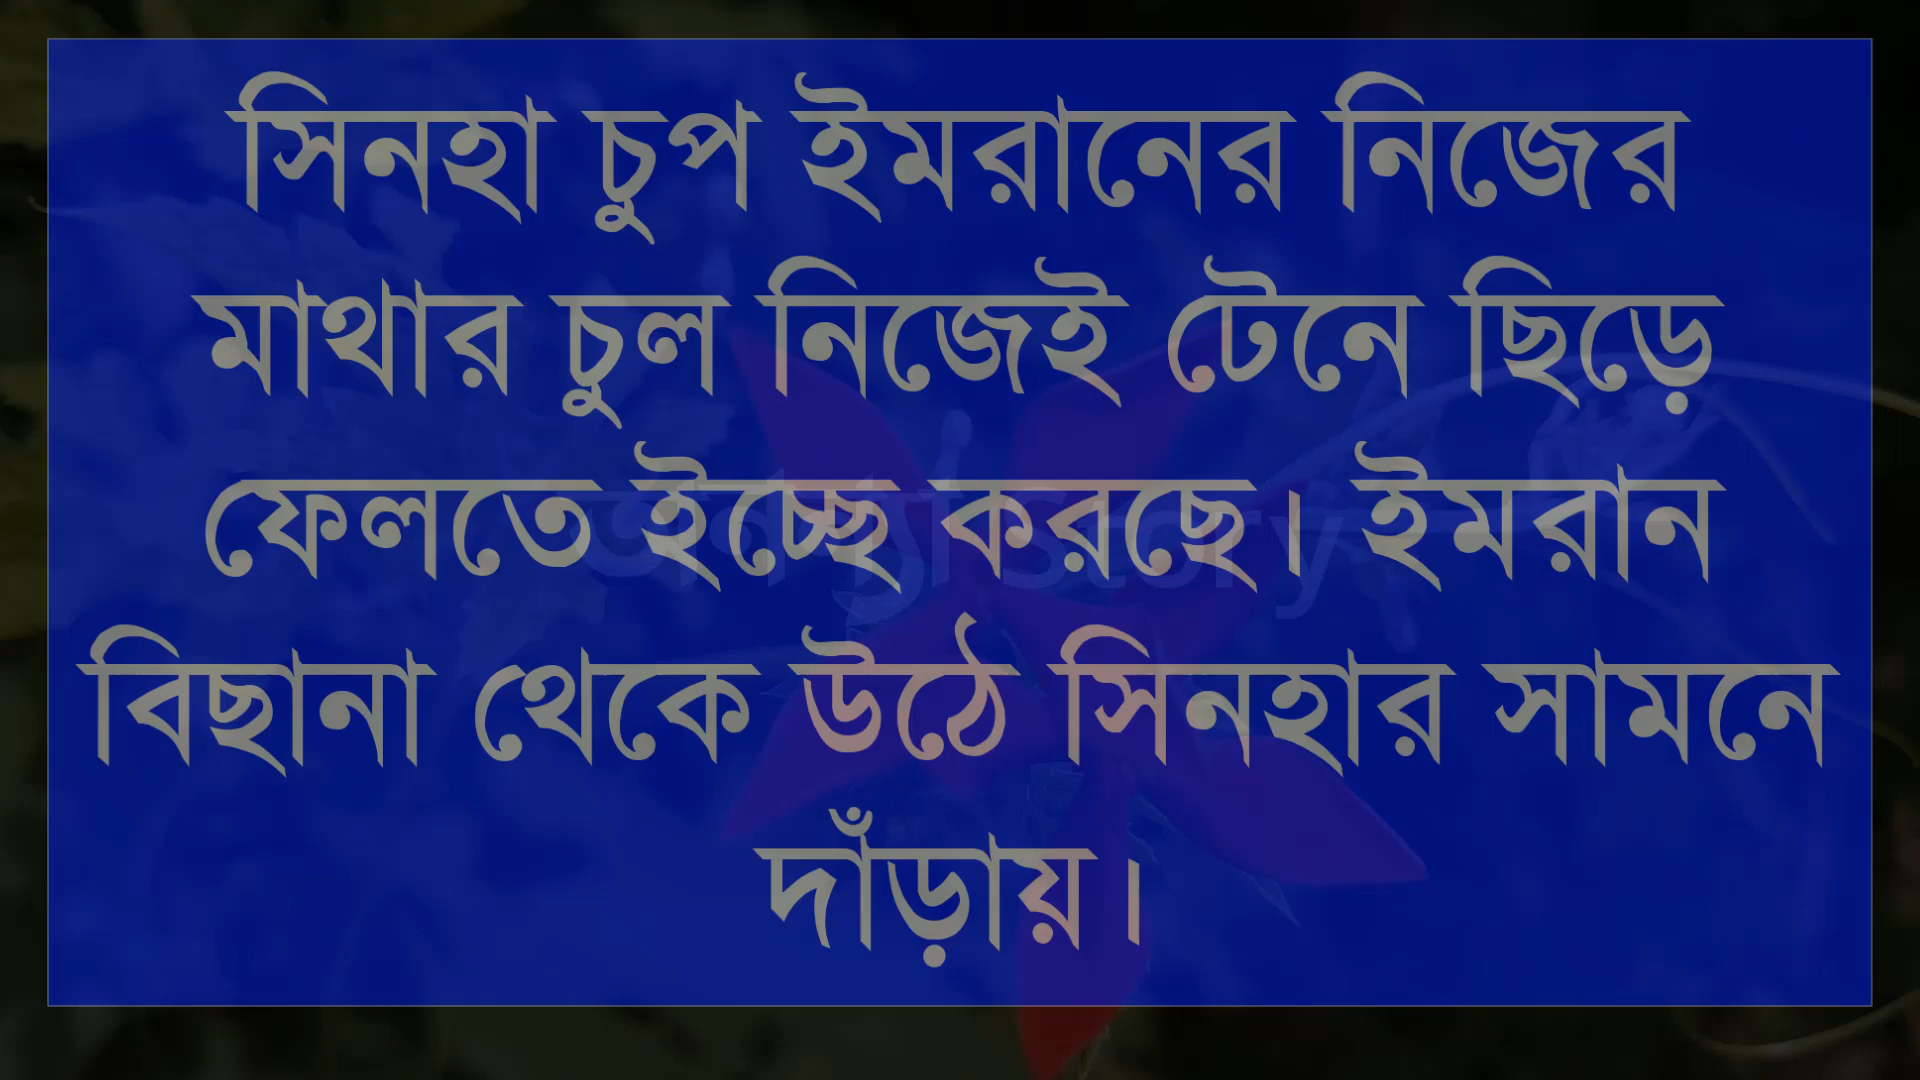 সিনহা চুপ ইমরানের নিজের
মাথার চুল নিজেই টেনে ছিড়ে
ফেলতে ইচ্ছে করছে। ইমরান
বিছানা থেকে উঠে সিনহার সামনে
দাঁড়ায়।